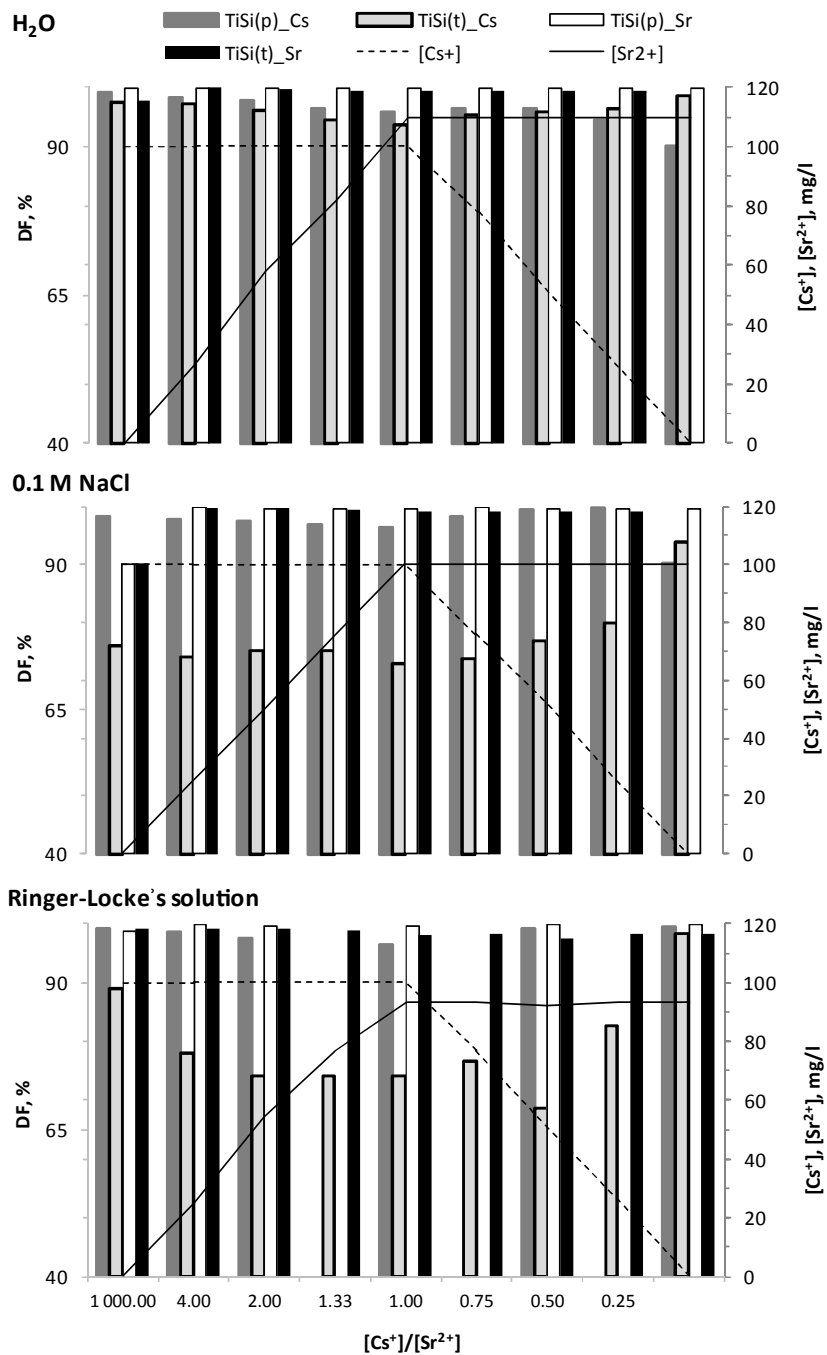 H₂O
TiSi(p)_Cs TiSi(t)_Cs TiSi(p)_Sr
TiSi(t)_Sr [Cs+] [Sr2+]
DF, %
90
65
40
120
100
80
60
40
20
0
[Cs⁺], [Sr²⁺], mg/l
0.1 M NaCl
DF, %
90
65
40
120
100
80
60
40
20
0
[Cs⁺], [Sr²⁺], mg/l
Ringer-Locke's solution
DF, %
90
65
40
120
100
80
60
40
20
0
[Cs⁺], [Sr²⁺], mg/l
1 000.00 4.00 2.00 1.33 1.00 0.75 0.50 0.25
[Cs⁺]/[Sr²⁺]